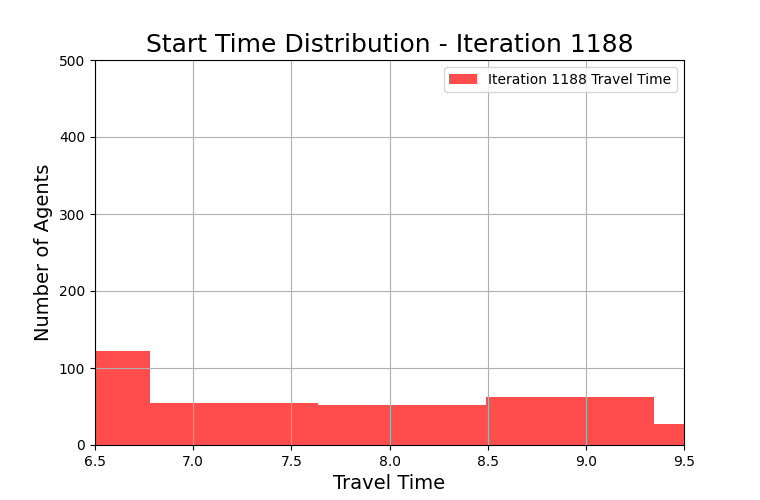 Start Time Distribution - Iteration 1188
500
Iteration 1188 Travel Time
400
300
200
100
0
Number of Agents
6.5 7.0 7.5 8.0 8.5 9.0 9.5
Travel Time